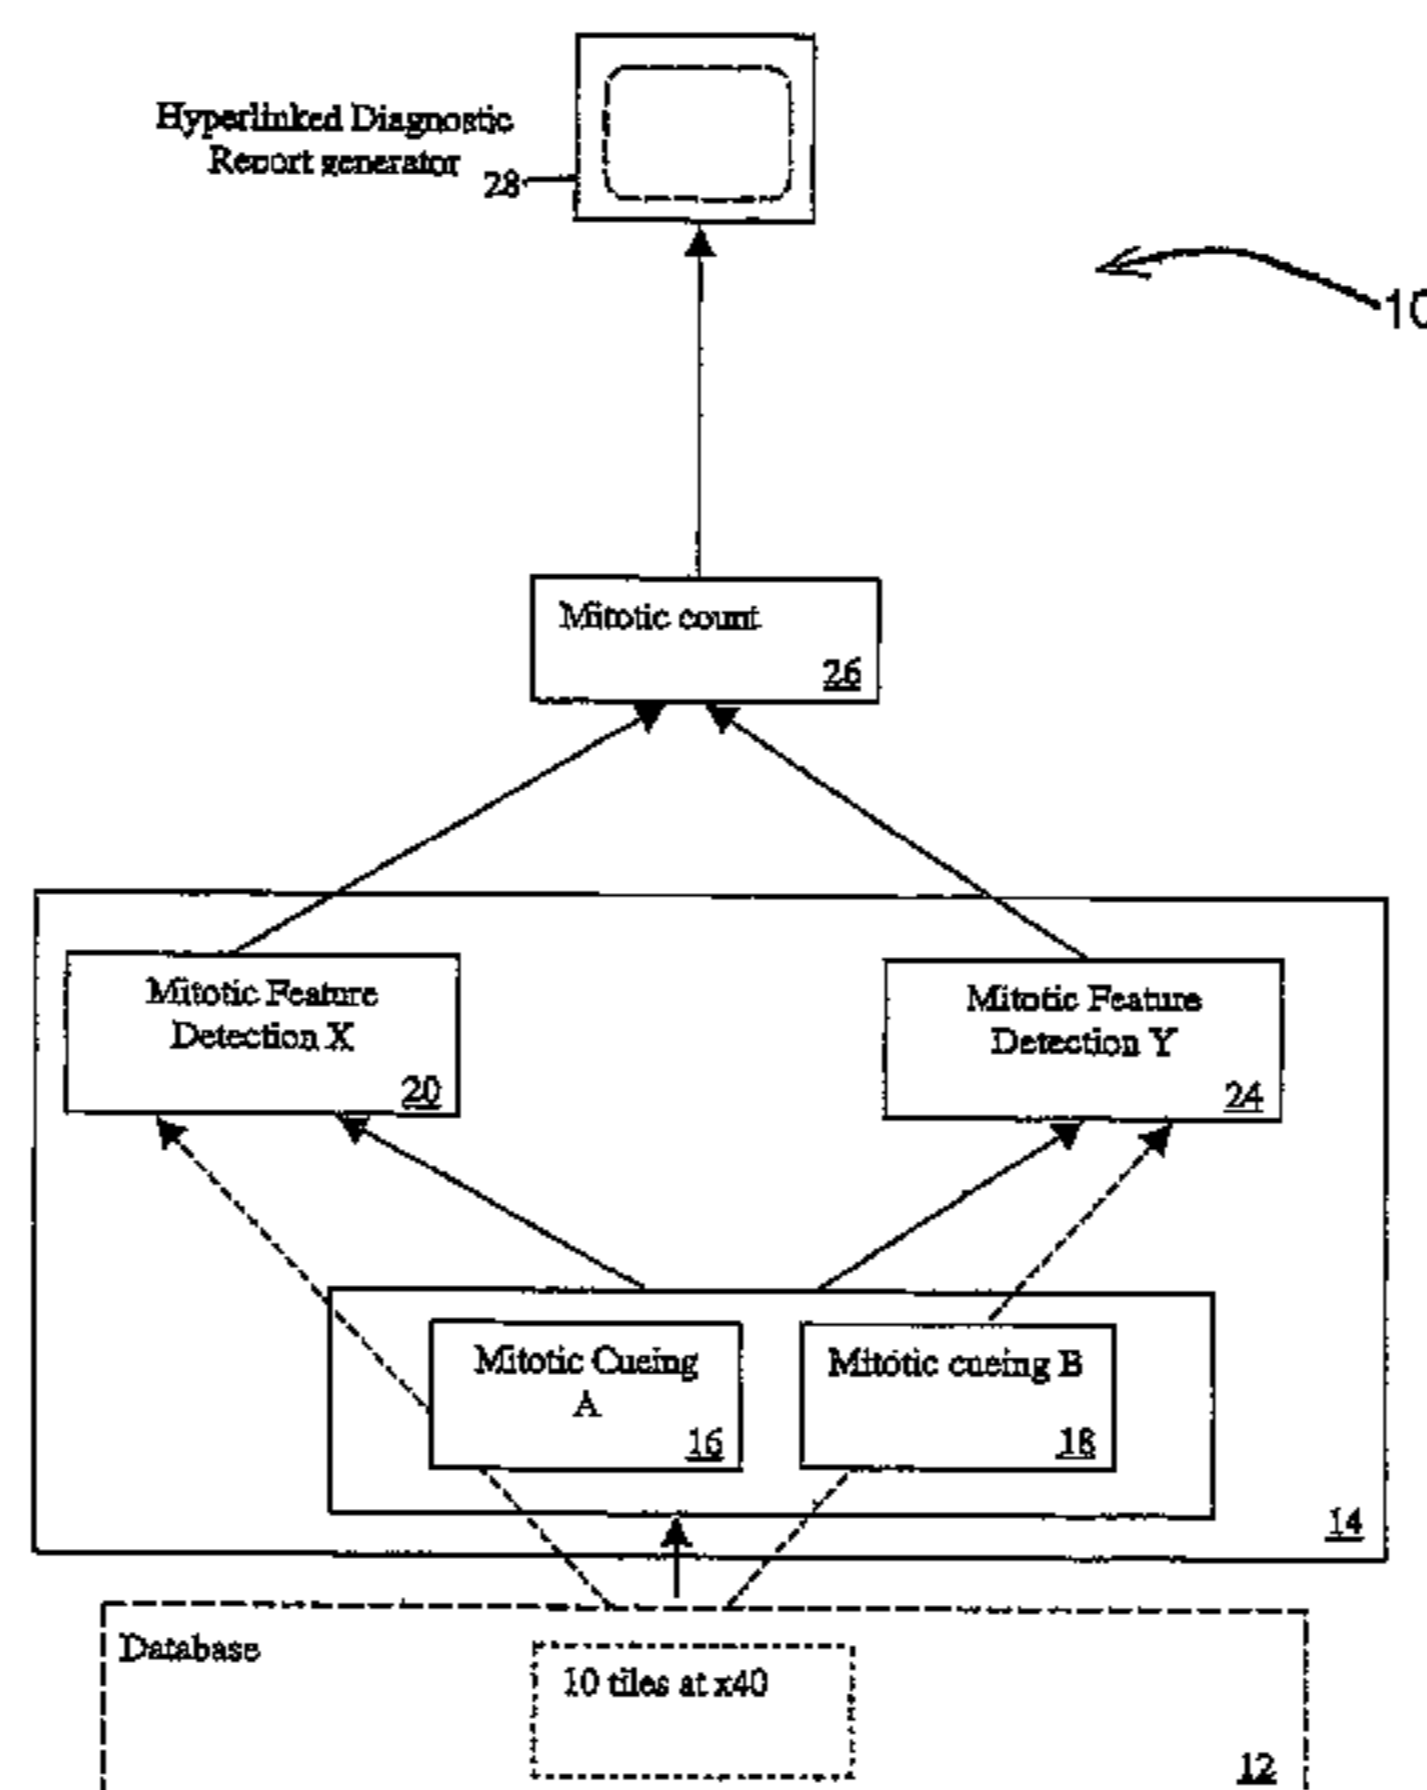 Hyperlinked Diagnostic
Report generator
28
10
Mitotic count
26
Mitotic Feature
Detection X
20
Mitotic Feature
Detection Y
24
Mitotic Cueing
A
16
Mitotic cueing B
18
14
Database
10 tiles at x40
12